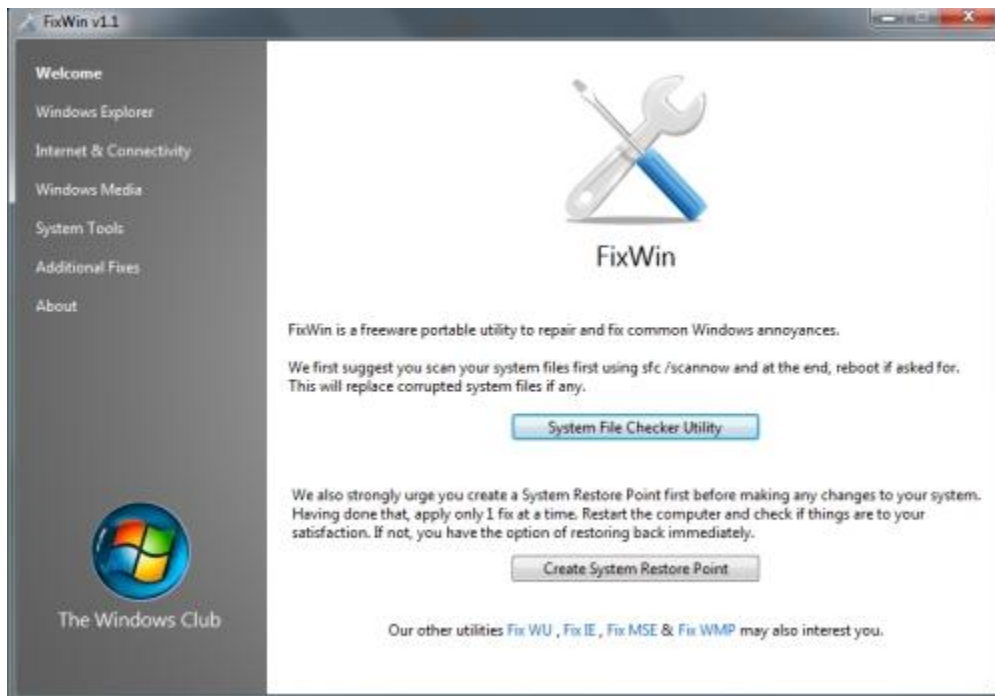 FixWin v1.1
Welcome
Windows Explorer
Internet & Connectivity
Windows Media
System Tools
Additional Fixes
About
The Windows Club
FixWin
FixWin is a freeware portable utility to repair and fix common Windows annoyances.
We first suggest you scan your system files first using sfc /scannow and at the end, reboot if asked for.
This will replace corrupted system files if any.
System File Checker Utility
We also strongly urge you create a System Restore Point first before making any changes to your system.
Having done that, apply only 1 fix at a time. Restart the computer and check if things are to your
satisfaction. If not, you have the option of restoring back immediately.
Create System Restore Point
Our other utilities Fix WU , Fix IE , Fix MSE & Fix WMP may also interest you.